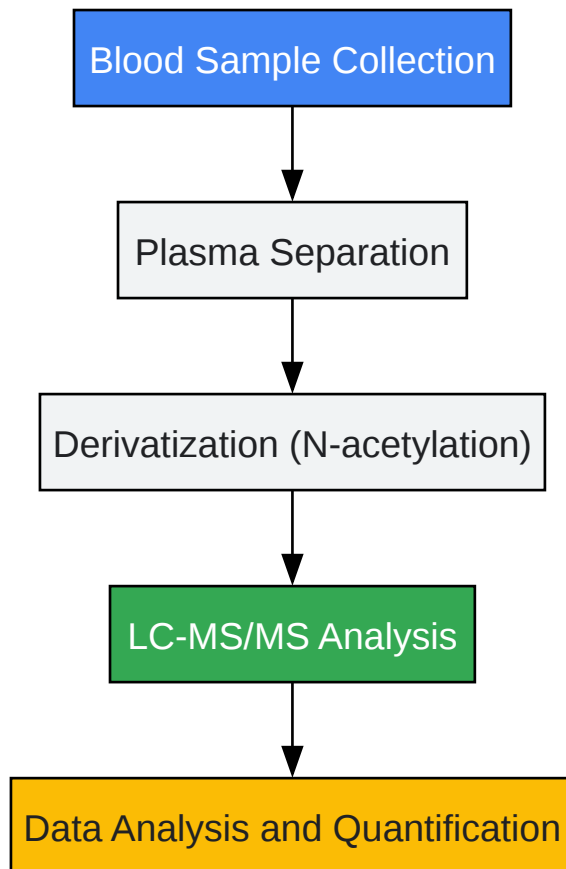 Blood Sample Collection
Plasma Separation
Derivatization (N-acetylation)
LC-MS/MS Analysis
Data Analysis and Quantification